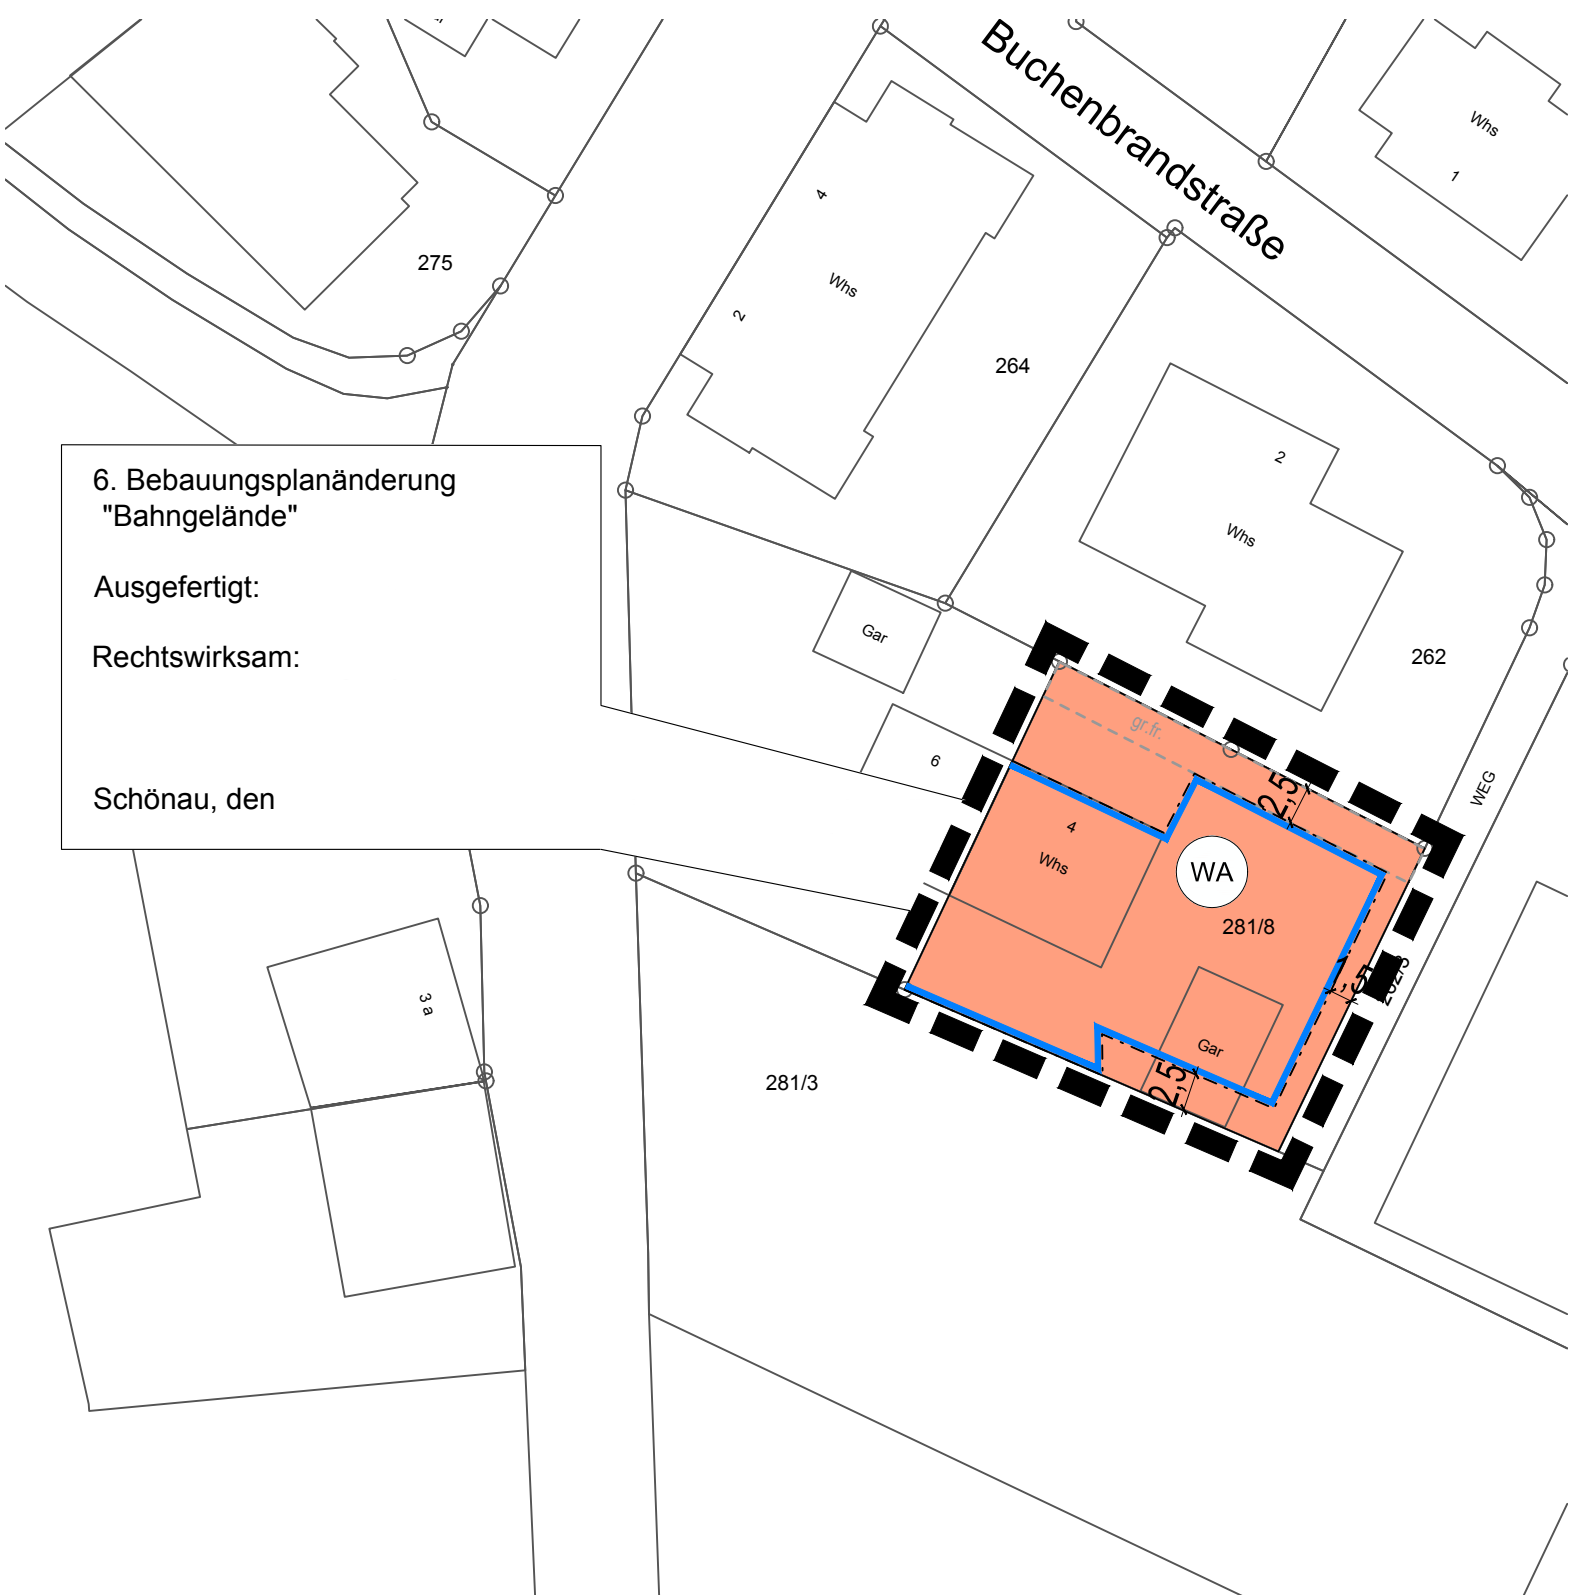 Buchenbrandstraße
Whs
1
275
4
Whs
2
264
2
Whs
262
6. Bebauungsplanänderung
"Bahngelände"
Ausgefertigt:
Rechtswirksam:
Schönau, den
Gar
gr.fr.
6
WEG
2,5
4
Whs
WA
281/8
3 a
Gar
2,5
281/3